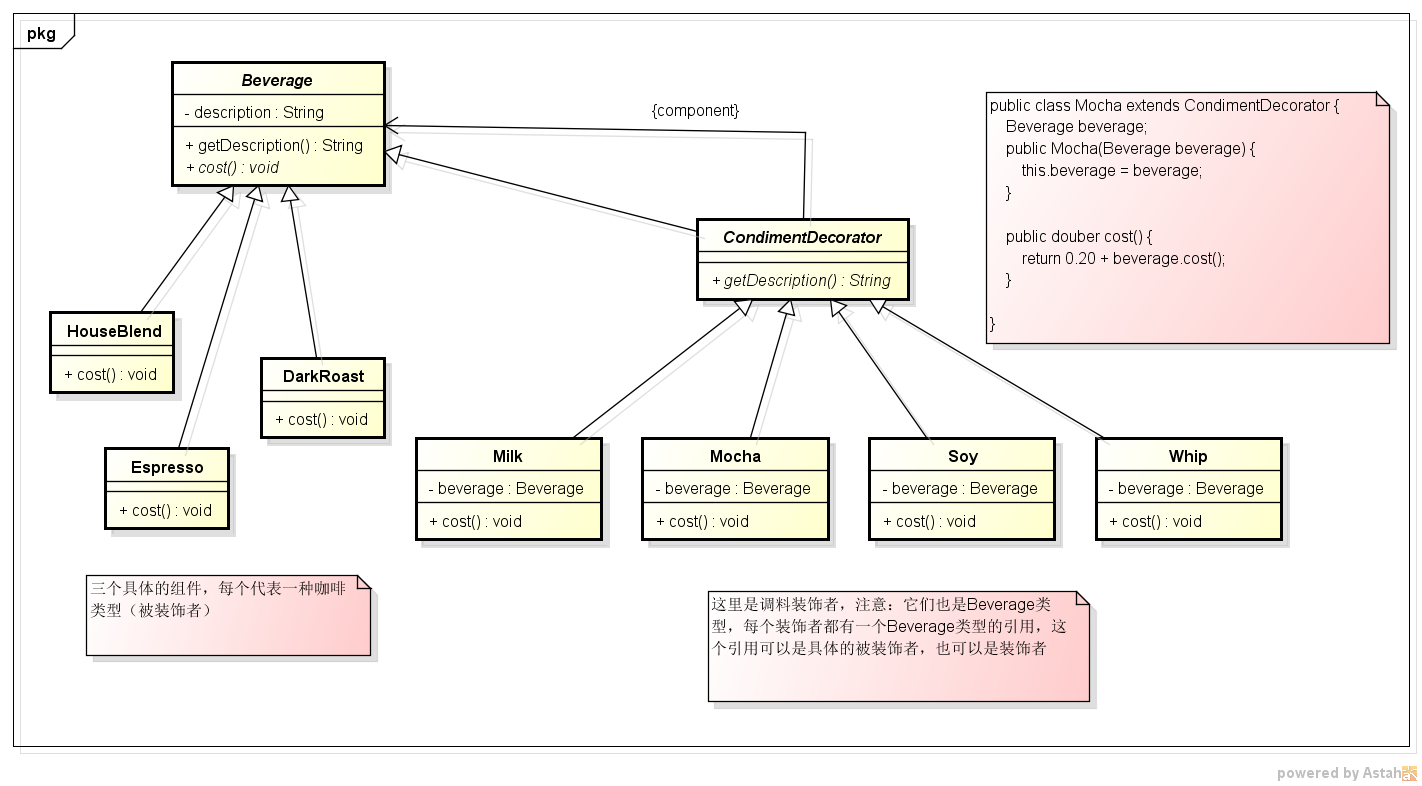 pkg
Beverage
- description : String
+ getDescription() : String
+ cost() : void
{component}
CondimentDecorator
+ getDescription() : String
public class Mocha extends CondimentDecorator {
Beverage beverage;
public Mocha(Beverage beverage) {
this.beverage = beverage;
}
public douber cost() {
return 0.20 + beverage.cost();
}
}
HouseBlend
+ cost() : void
DarkRoast
+ cost() : void
Espresso
+ cost() : void
Milk
- beverage : Beverage
+ cost() : void
Mocha
- beverage : Beverage
+ cost() : void
Soy
- beverage : Beverage
+ cost() : void
Whip
- beverage : Beverage
+ cost() : void
三个具体的组件，每个代表一种咖啡
类型（被装饰者）
这里是调料装饰者，注意：它们也是Beverage类
型，每个装饰者都有一个Beverage类型的引用，这
个引用可以是具体的被装饰者，也可以是装饰者
powered by Astah